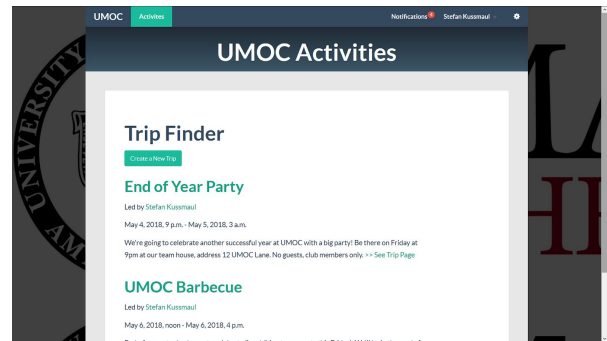 UMOC Activites Notifications Stefan Kussmaul
UMOC Activities
Trip Finder
Create a New Trip
End of Year Party
Led by Stefan Kussmaul
May 4, 2018, 9 p.m. - May 5, 2018, 3 a.m.
We're going to celebrate another successful year at UMOC with a big party! Be there on Friday at
9pm at our team house, address 12 UMOC Lane. No guests, club members only. >> See Trip Page
UMOC Barbecue
Led by Stefan Kussmaul
May 6, 2018, noon - May 6, 2018, 4 p.m.
UNIVERSITY